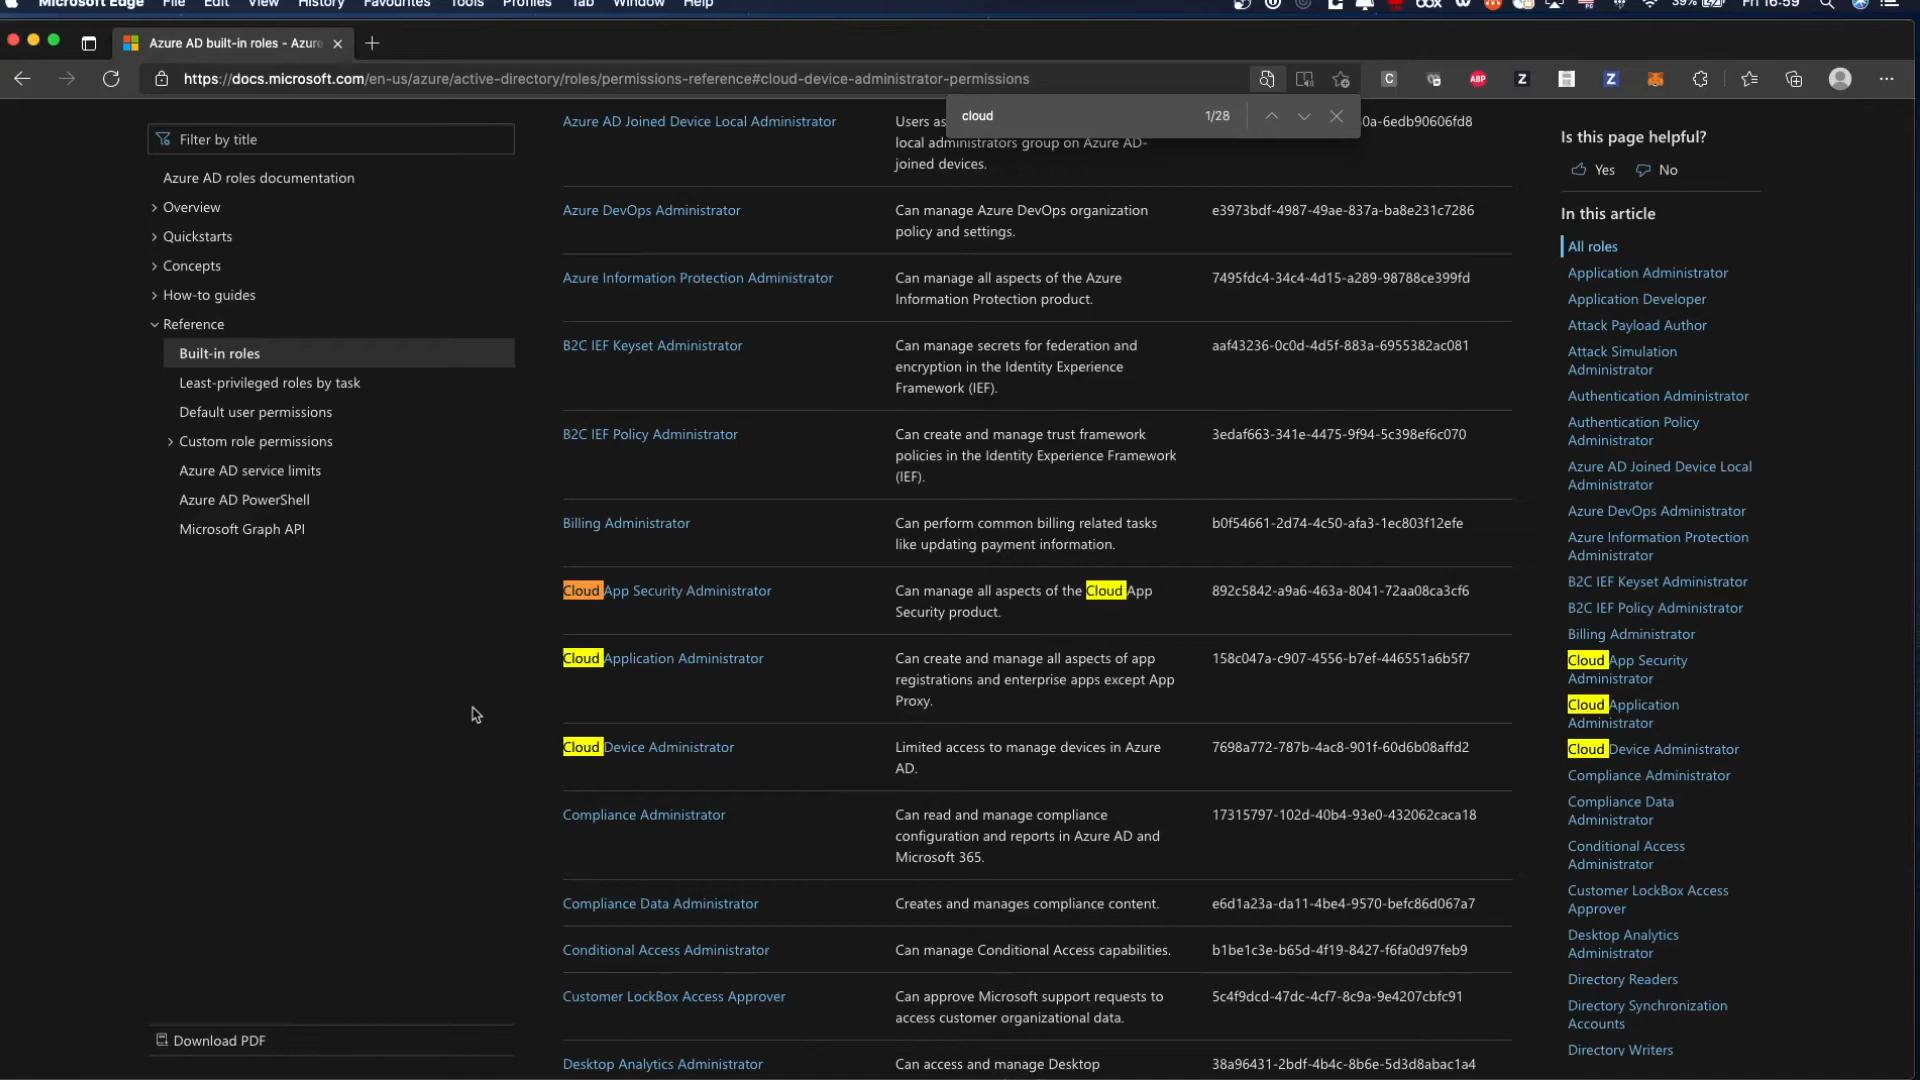 Microsoft Edge File Edit View History Favourites Tools Profiles Tab Window Help 39% Fri 16:59
Azure AD built-in roles - Azure
https://docs.microsoft.com/en-us/azure/active-directory/roles/permissions-reference#cloud-device-administrator-permissions
cloud 1/28
Filter by title
Azure AD roles documentation
Overview
Quickstarts
Concepts
How-to guides
Reference
Built-in roles
Least-privileged roles by task
Default user permissions
Custom role permissions
Azure AD service limits
Azure AD PowerShell
Microsoft Graph API
Download PDF
Azure AD Joined Device Local Administrator
Users as
local administrators group on Azure AD-
joined devices.
0a-6edb90606fd8
Azure DevOps Administrator
Can manage Azure DevOps organization
policy and settings.
e3973bdf-4987-49ae-837a-ba8e231c7286
Azure Information Protection Administrator
Can manage all aspects of the Azure
Information Protection product.
7495fdc4-34c4-4d15-a289-98788ce399fd
B2C IEF Keyset Administrator
Can manage secrets for federation and
encryption in the Identity Experience
Framework (IEF).
aaf43236-0c0d-4d5f-883a-6955382ac081
B2C IEF Policy Administrator
Can create and manage trust framework
policies in the Identity Experience Framework
(IEF).
3edaf663-341e-4475-9f94-5c398ef6c070
Billing Administrator
Can perform common billing related tasks
like updating payment information.
b0f54661-2d74-4c50-afa3-1ec803f12efe
Cloud App Security Administrator
Can manage all aspects of the Cloud App
Security product.
892c5842-a9a6-463a-8041-72aa08ca3cf6
Cloud Application Administrator
Can create and manage all aspects of app
registrations and enterprise apps except App
Proxy.
158c047a-c907-4556-b7ef-446551a6b5f7
Cloud Device Administrator
Limited access to manage devices in Azure
AD.
7698a772-787b-4ac8-901f-60d6b08affd2
Compliance Administrator
Can read and manage compliance
configuration and reports in Azure AD and
Microsoft 365.
17315797-102d-40b4-93e0-432062caca18
Compliance Data Administrator
Creates and manages compliance content.
e6d1a23a-da11-4be4-9570-befc86d067a7
Conditional Access Administrator
Can manage Conditional Access capabilities.
b1be1c3e-b65d-4f19-8427-f6fa0d97feb9
Customer LockBox Access Approver
Can approve Microsoft support requests to
access customer organizational data.
5c4f9dcd-47dc-4cf7-8c9a-9e4207cbfc91
Desktop Analytics Administrator
Can access and manage Desktop
38a96431-2bdf-4b4c-8b6e-5d3d8abac1a4
Is this page helpful?
Yes No
In this article
All roles
Application Administrator
Application Developer
Attack Payload Author
Attack Simulation
Administrator
Authentication Administrator
Authentication Policy
Administrator
Azure AD Joined Device Local
Administrator
Azure DevOps Administrator
Azure Information Protection
Administrator
B2C IEF Keyset Administrator
B2C IEF Policy Administrator
Billing Administrator
Cloud App Security
Administrator
Cloud Application
Administrator
Cloud Device Administrator
Compliance Administrator
Compliance Data
Administrator
Conditional Access
Administrator
Customer LockBox Access
Approver
Desktop Analytics
Administrator
Directory Readers
Directory Synchronization
Accounts
Directory Writers